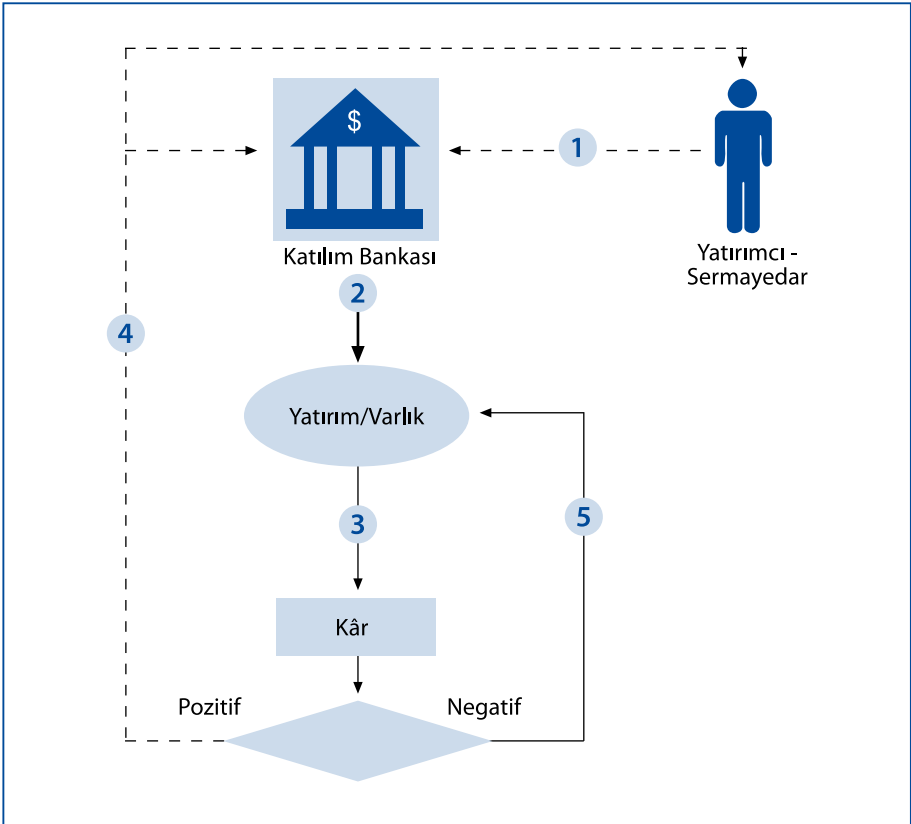 $
1
Katılım Bankası
Yatırımcı -
Sermayedar
2
4
Yatırım/Varlık
3
5
Kâr
Pozitif
Negatif